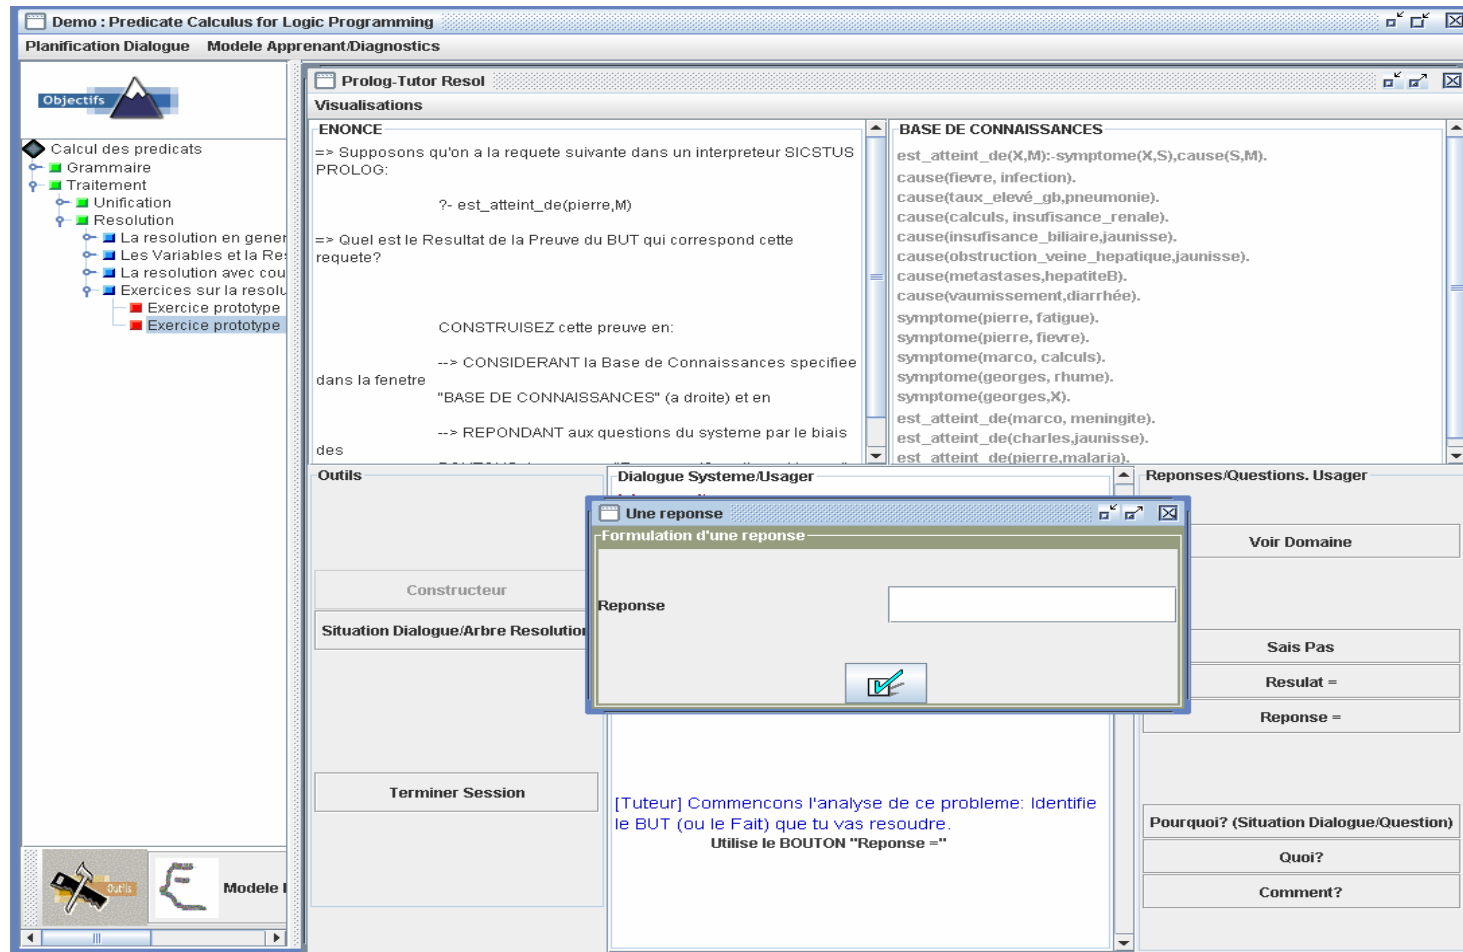 Demo : Predicate Calculus for Logic Programming
Planification Dialogue Modele Apprenant/Diagnostics
Objectifs
Calcul des predicats
Grammaire
Traitement
Unification
Resolution
La resolution en gener
Les Variables et la Re
La resolution avec cou
Exercices sur la resolu
Exercice prototype
Exercice prototype
Outils
Modele
Prolog-Tutor Resol
Visualisations
ENONCE
=> Supposons qu'on a la requete suivante dans un interpreteur SICSTUS
PROLOG:
?- est_atteint_de(pierre,M)
=> Quel est le Resultat de la Preuve du BUT qui correspond cette
requete?
CONSTRUISEZ cette preuve en:
--> CONSIDERANT la Base de Connaissances specifiee
dans la fenetre
"BASE DE CONNAISSANCES" (a droite) et en
--> REPONDANT aux questions du systeme par le biais
des
BASE DE CONNAISSANCES
est_atteint_de(X,M):-symptome(X,S),cause(S,M).
cause(fievre, infection).
cause(taux_elevé_gb,pneumonie).
cause(calculs, insufisance_renale).
cause(insufisance_biliaire,jaunisse).
cause(obstruction_veine_hepatique,jaunisse).
cause(metastases,hepatiteB).
cause(vaumissement,diarrhée).
symptome(pierre, fatigue).
symptome(pierre, fievre).
symptome(marco, calculs).
symptome(georges, rhume).
symptome(georges,X).
est_atteint_de(marco, meningite).
est_atteint_de(charles,jaunisse).
est_atteint_de(pierre,malaria).
Outils
Constructeur
Situation Dialogue/Arbre Resolution
Terminer Session
Dialogue Systeme/Usager
Une reponse
Formulation d'une reponse
Reponse
[Tuteur] Commencons l'analyse de ce probleme: Identifie
le BUT (ou le Fait) que tu vas resoudre.
Utilise le BOUTON "Reponse ="
Reponses/Questions. Usager
Voir Domaine
Sais Pas
Resulat =
Reponse =
Pourquoi? (Situation Dialogue/Question)
Quoi?
Comment?